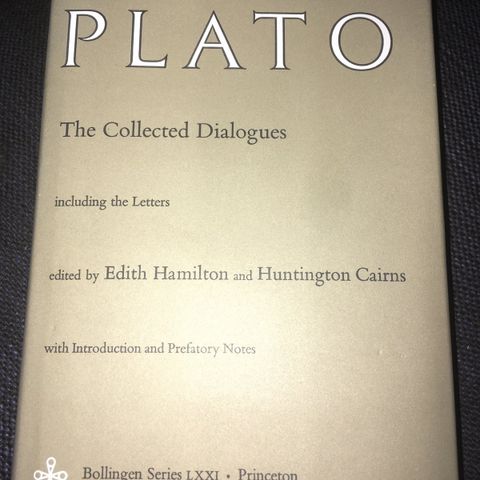 PLATO
The Collected Dialogues
including the Letters
edited by Edith Hamilton and Huntington Cairns
with Introduction and Prefatory Notes
Bollingen Series LXXI · Princeton